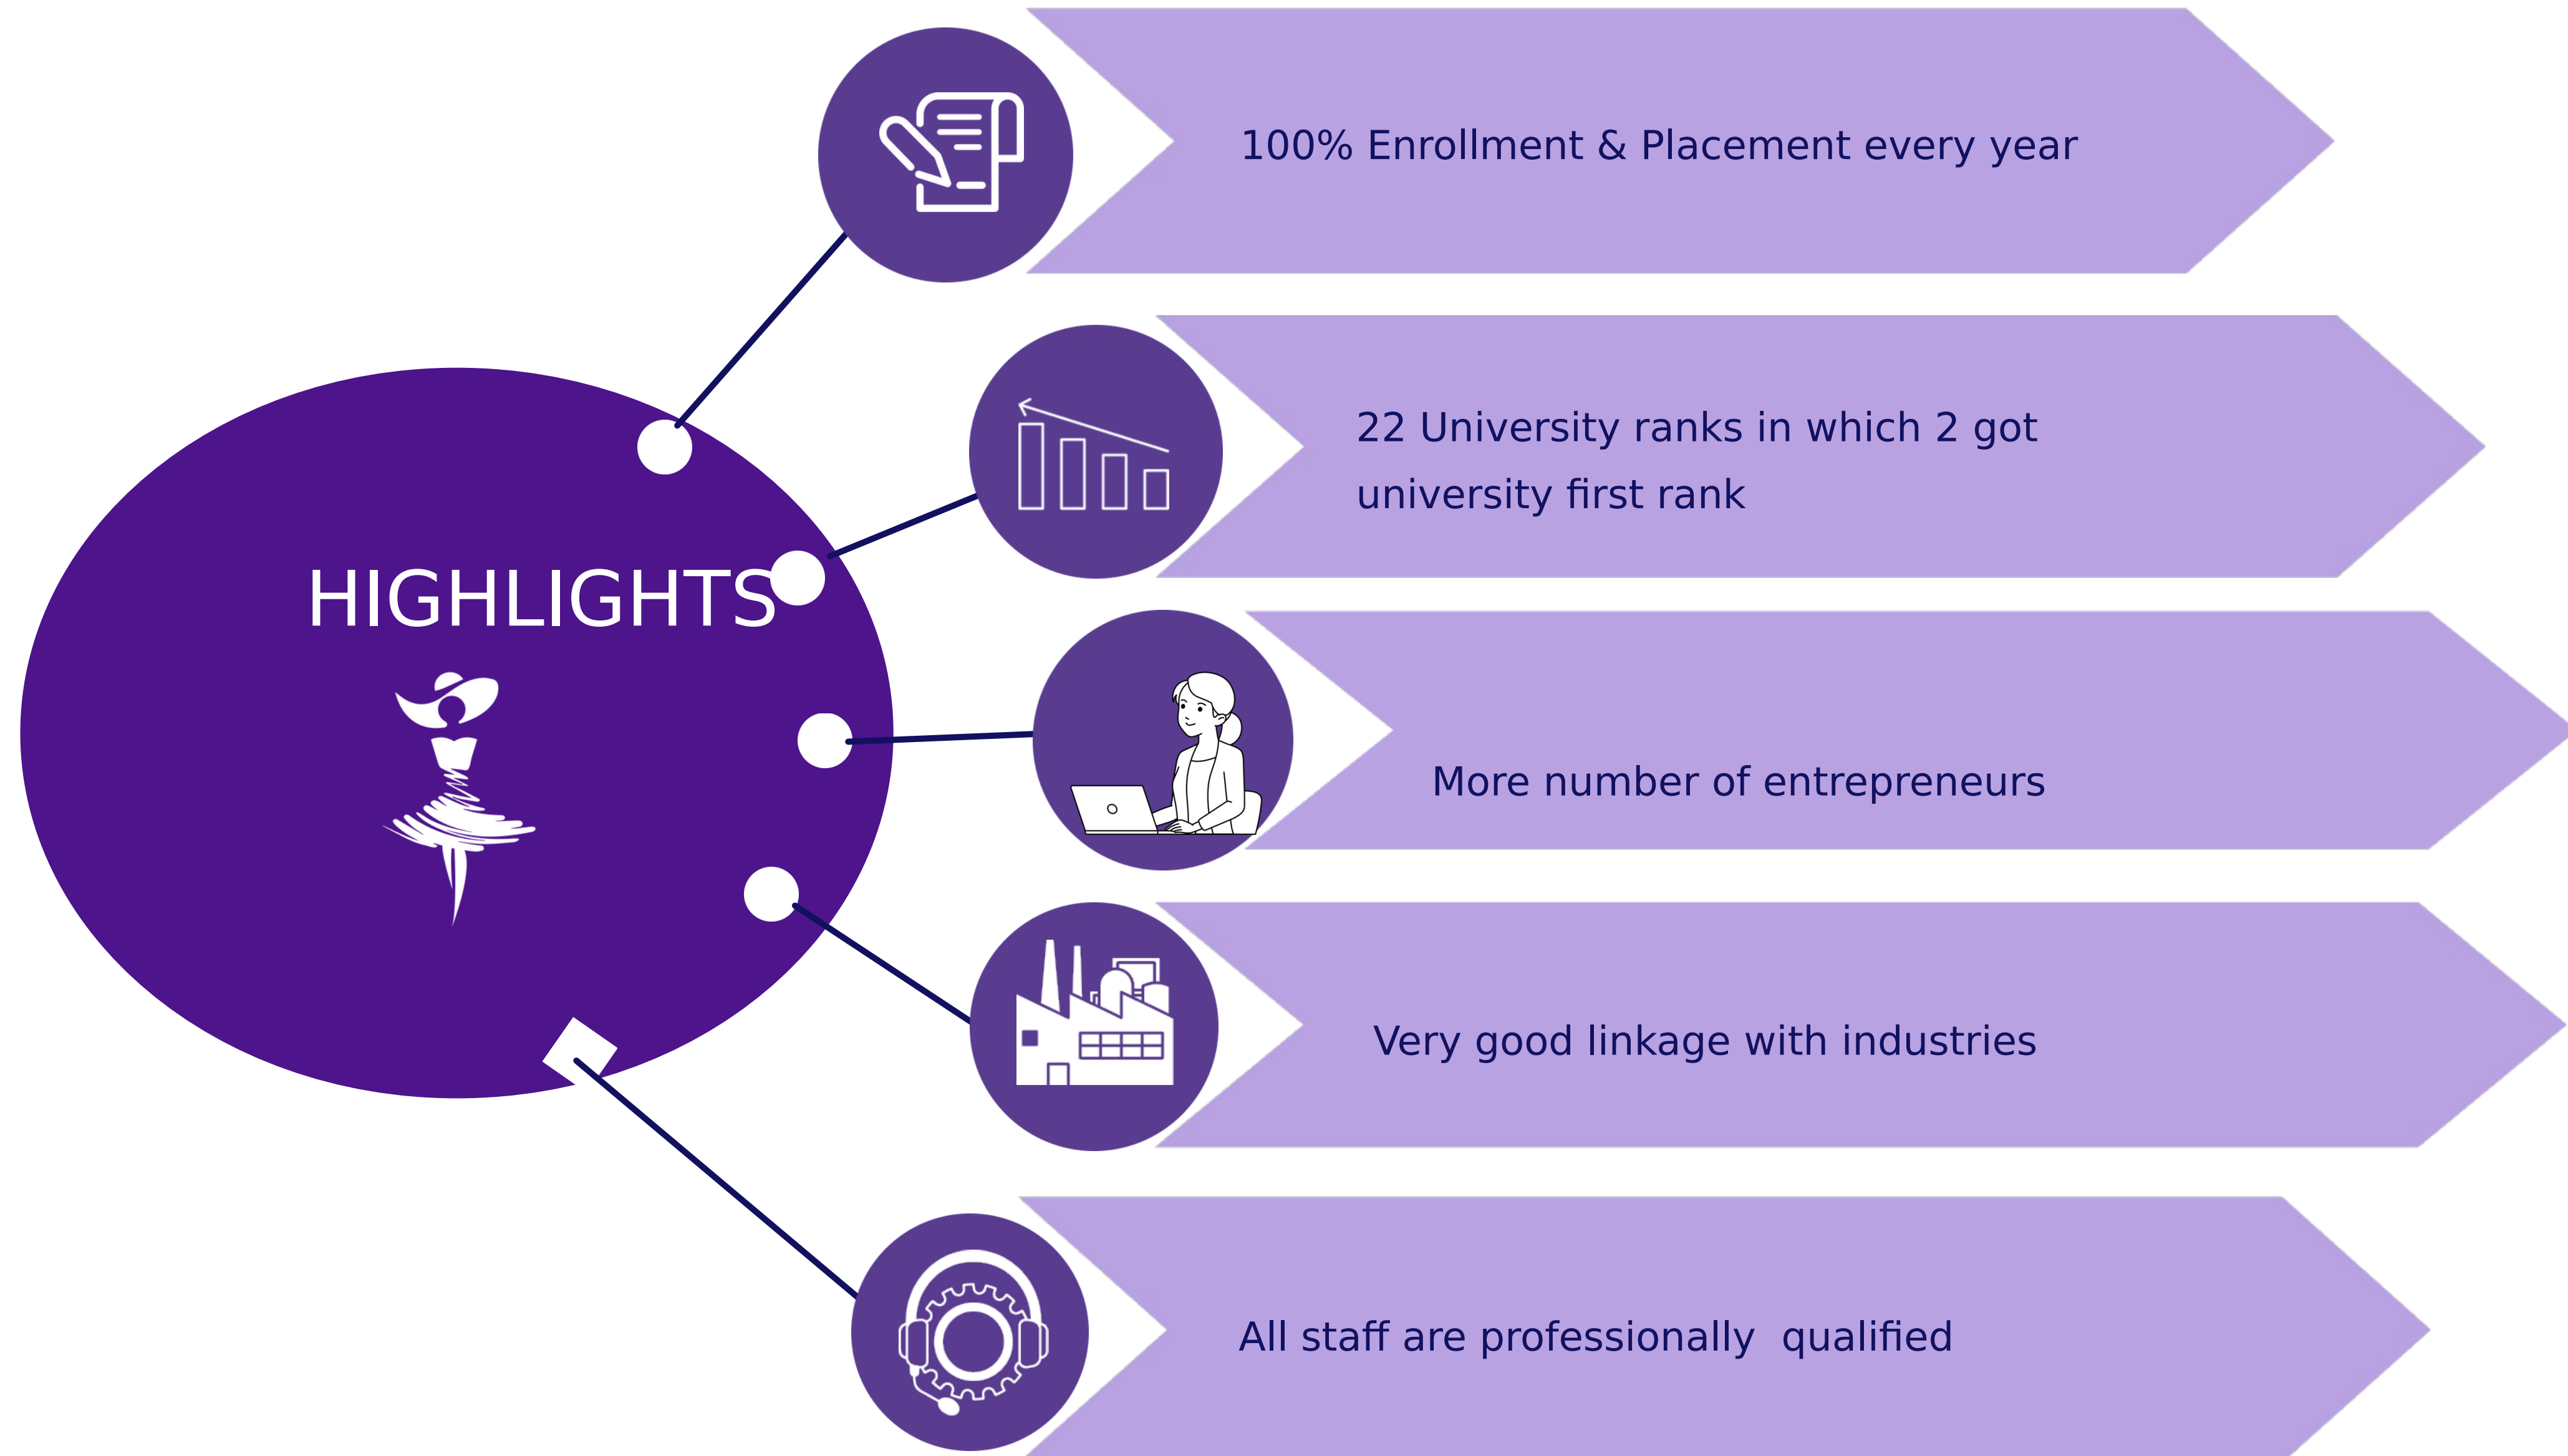 100% Enrollment & Placement every year
22 University ranks in which 2 got
university first rank
HIGHLIGHTS
More number of entrepreneurs
Very good linkage with industries
All staff are professionally  qualified